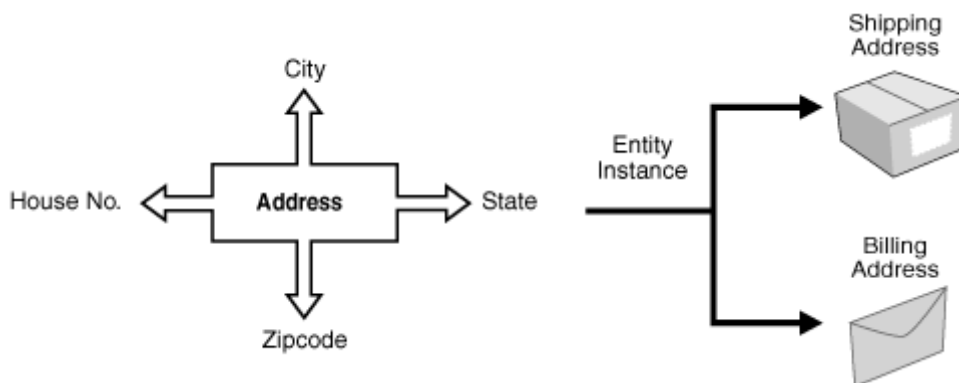 City
House No.
Address
State
Zipcode
Entity
Instance
Shipping
Address
Billing
Address